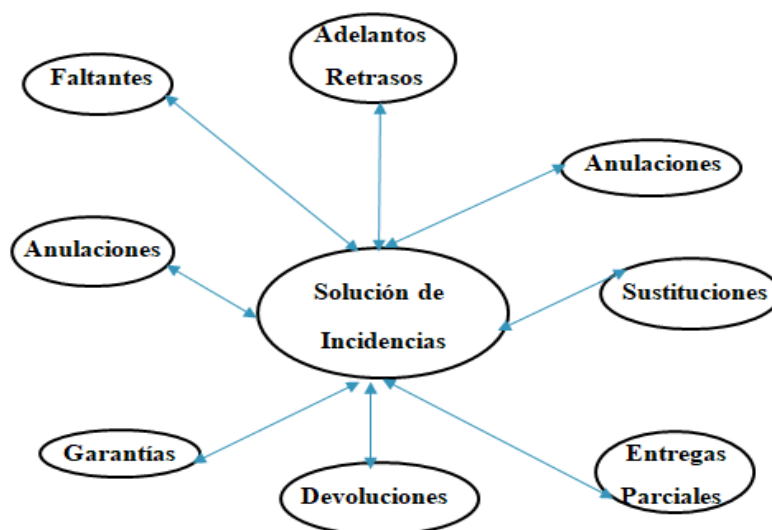 Adelantos
Retrasos
Faltantes
Anulaciones
Anulaciones
Solución de
Incidencias
Sustituciones
Garantías
Devoluciones
Entregas
Parciales